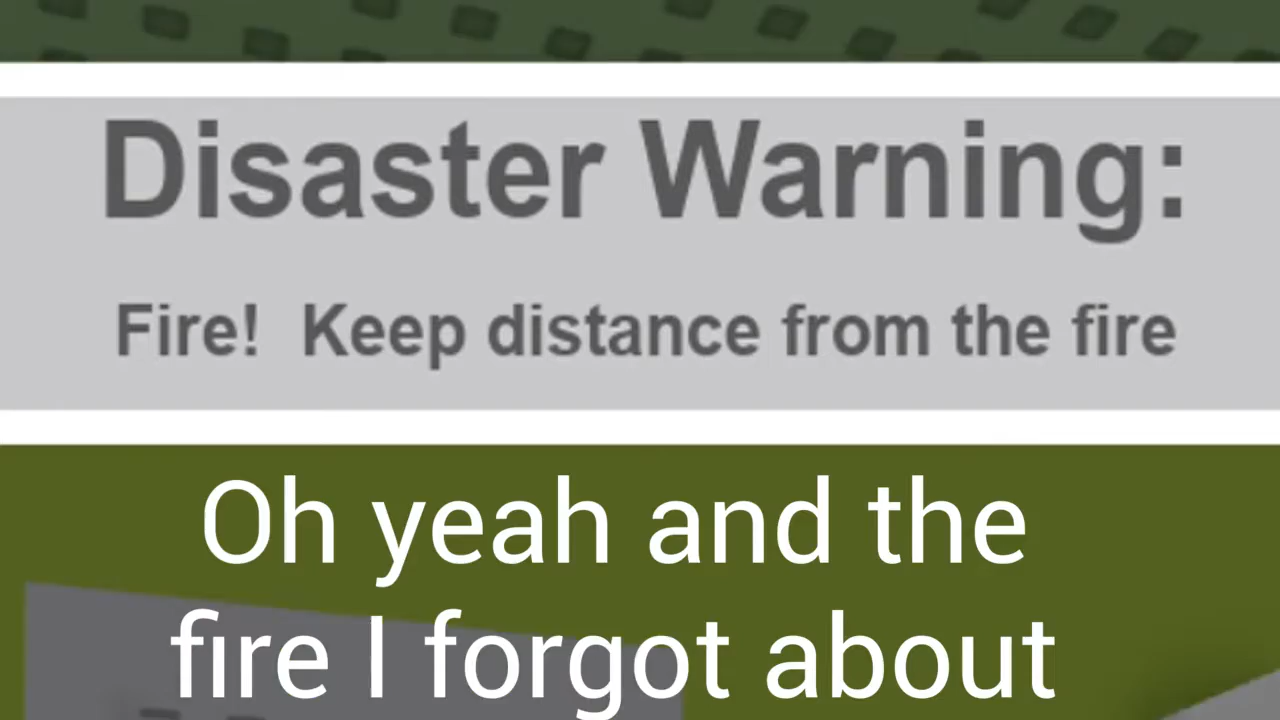 Disaster Warning:
Fire! Keep distance from the fire
Oh yeah and the
fire I forgot about